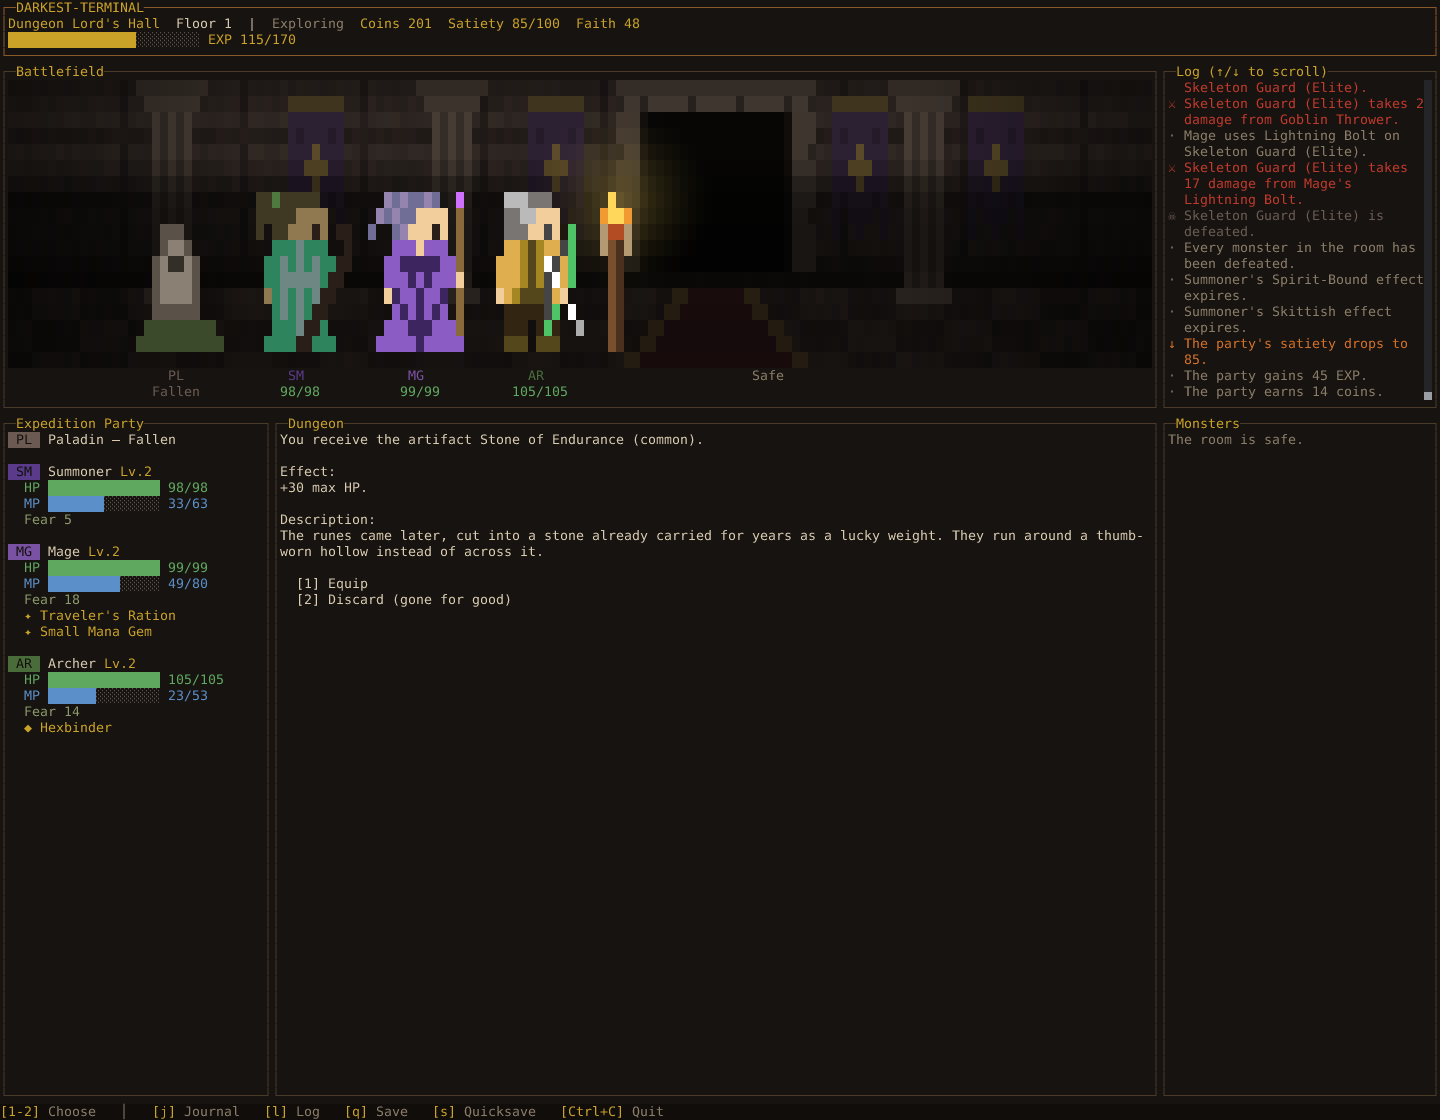 DARKEST-TERMINAL
Dungeon Lord's Hall  Floor 1  |  Exploring  Coins 201  Satiety 85/100  Faith 48
EXP 115/170
Battlefield
PL SM MG AR Safe
Fallen 98/98 99/99 105/105
Log (↑/↓ to scroll)
Skeleton Guard (Elite).
⚔ Skeleton Guard (Elite) takes 2
damage from Goblin Thrower.
· Mage uses Lightning Bolt on
Skeleton Guard (Elite).
⚔ Skeleton Guard (Elite) takes
17 damage from Mage's
Lightning Bolt.
☠ Skeleton Guard (Elite) is
defeated.
· Every monster in the room has
been defeated.
· Summoner's Spirit-Bound effect
expires.
· Summoner's Skittish effect
expires.
↓ The party's satiety drops to
85.
· The party gains 45 EXP.
· The party earns 14 coins.
Expedition Party
PL Paladin — Fallen
SM Summoner Lv.2
HP 98/98
MP 33/63
Fear 5
MG Mage Lv.2
HP 99/99
MP 49/80
Fear 18
✦ Traveler's Ration
✦ Small Mana Gem
AR Archer Lv.2
HP 105/105
MP 23/53
Fear 14
◆ Hexbinder
Dungeon
You receive the artifact Stone of Endurance (common).
Effect:
+30 max HP.
Description:
The runes came later, cut into a stone already carried for years as a lucky weight. They run around a thumb-
worn hollow instead of across it.
[1] Equip
[2] Discard (gone for good)
Monsters
The room is safe.
[1-2] Choose  │  [j] Journal  [l] Log  [q] Save  [s] Quicksave  [Ctrl+C] Quit